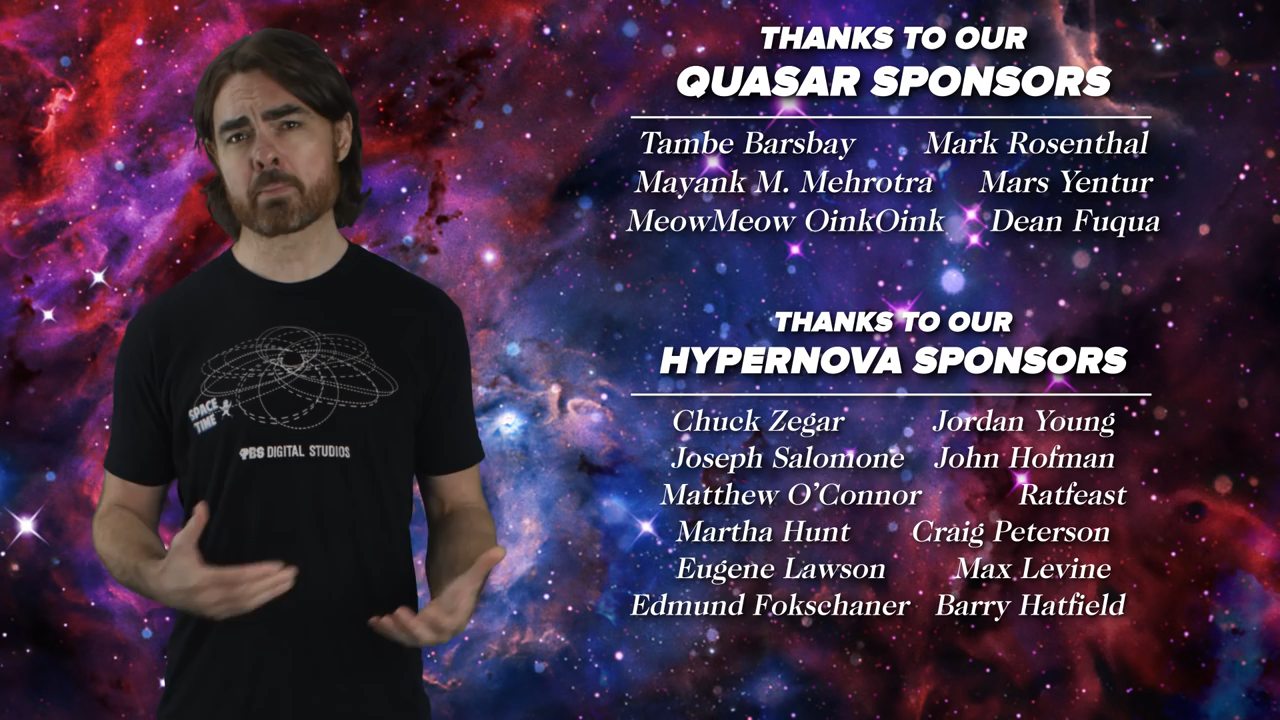 THANKS TO OUR
QUASAR SPONSORS
Tambe Barsbay Mark Rosenthal
Mayank M. Mehrotra Mars Yentur
MeowMeow OinkOink Dean Fuqua
THANKS TO OUR
HYPERNOVA SPONSORS
Chuck Zegar Jordan Young
Joseph Salomone John Hofman
Matthew O’Connor Ratfeast
Martha Hunt Craig Peterson
Eugene Lawson Max Levine
Edmund Fokschaner Barry Hatfield
SPACE
TIME
PBS DIGITAL STUDIOS